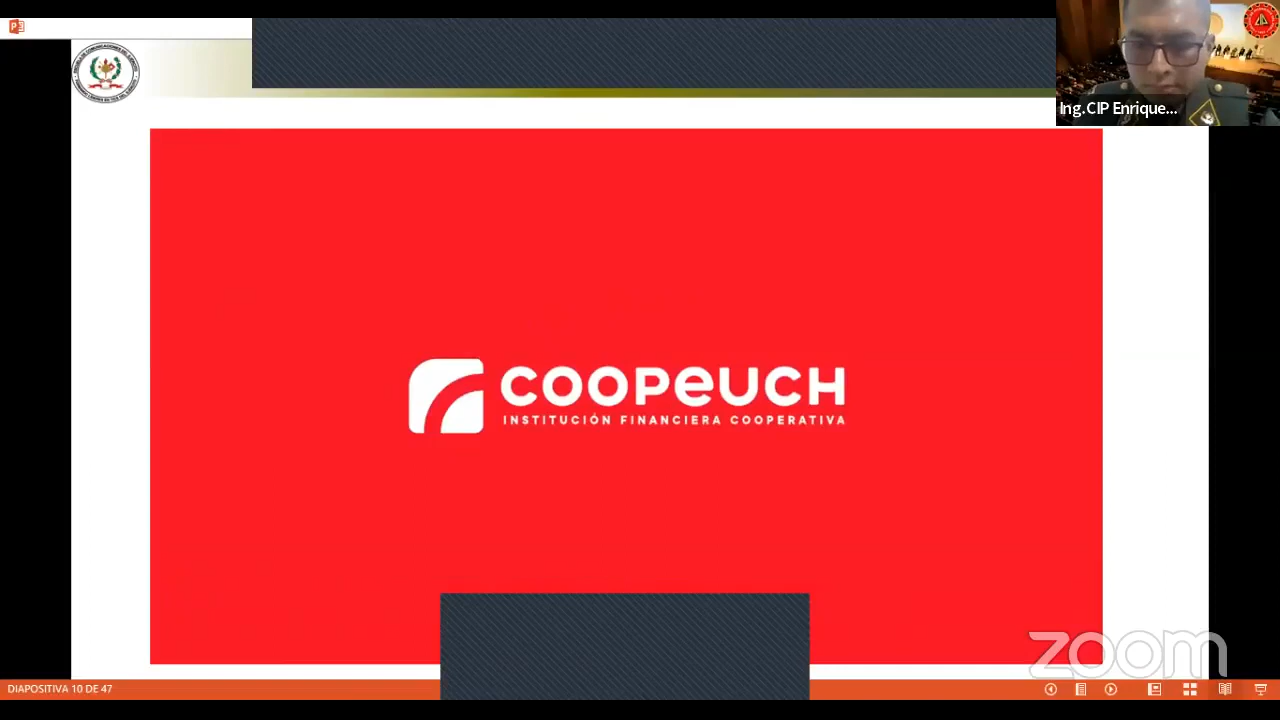 Ing.CIP Enrique...
COOPeUCH
INSTITUCIÓN FINANCIERA COOPERATIVA
zoom
DIAPOSITIVA 10 DE 47